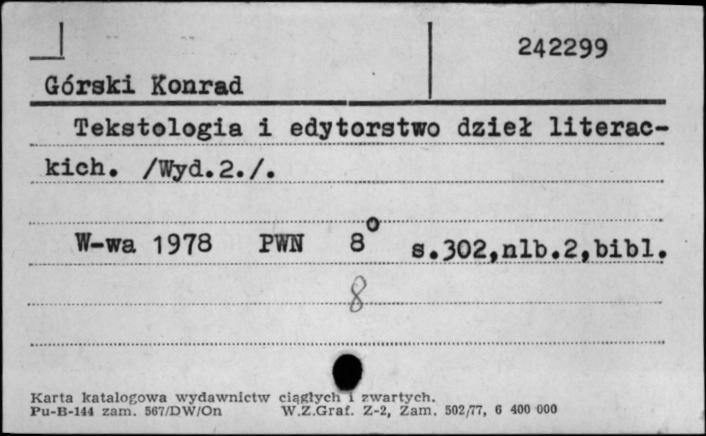 242299
Górski Konrad
Tekstologia i edytorstwo dzieł literac-
kich. /Wyd.2./.
W-wa 1978 PWN 8° s.302,nlb.2,bibl.
8
Karta katalogowa wydawnictw ciągłych i zwartych.
Pu-B-144 zam. 567/DW/On W.Z.Graf. Z-2, Zam. 502/77, 6 400 000